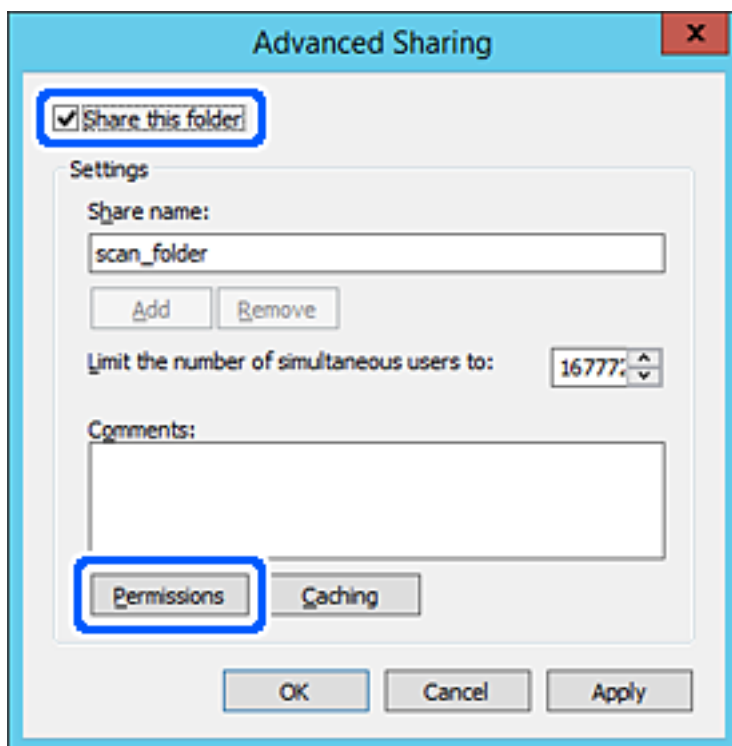 Advanced Sharing
Share this folder
Settings
Share name:
scan_folder
Add Remove
Limit the number of simultaneous users to:
Comments:
Permissions Caching
OK Cancel Apply